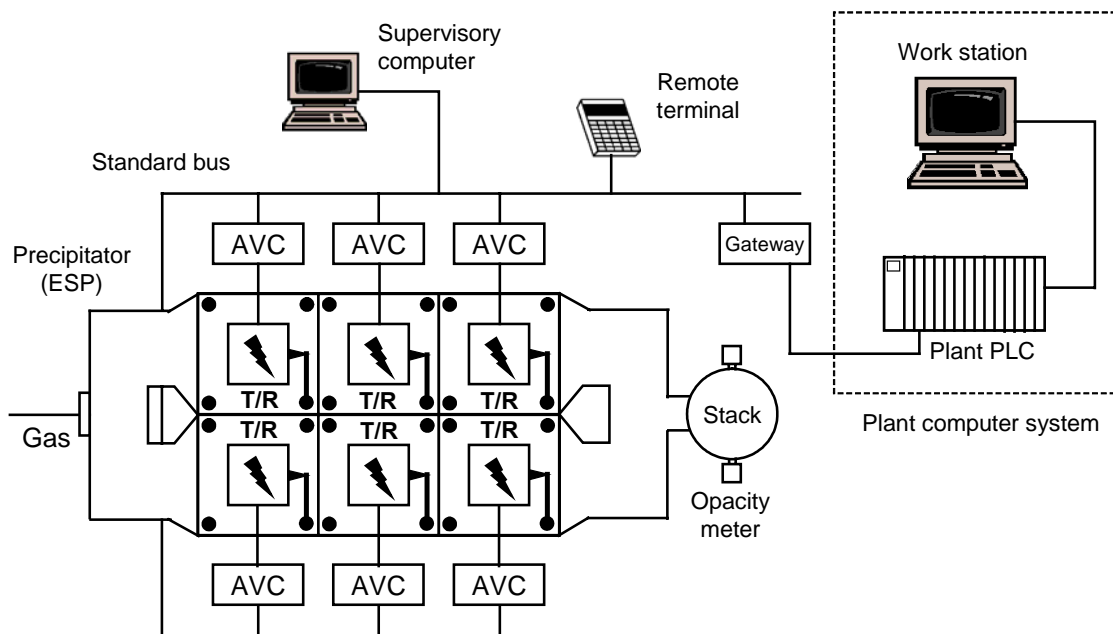 Supervisory
computer
Remote
terminal
Work station
Standard bus
AVC
AVC
AVC
Gateway
Precipitator
(ESP)
Plant PLC
T/R
T/R
T/R
Gas
T/R
T/R
T/R
Stack
Plant computer system
Opacity
meter
AVC
AVC
AVC